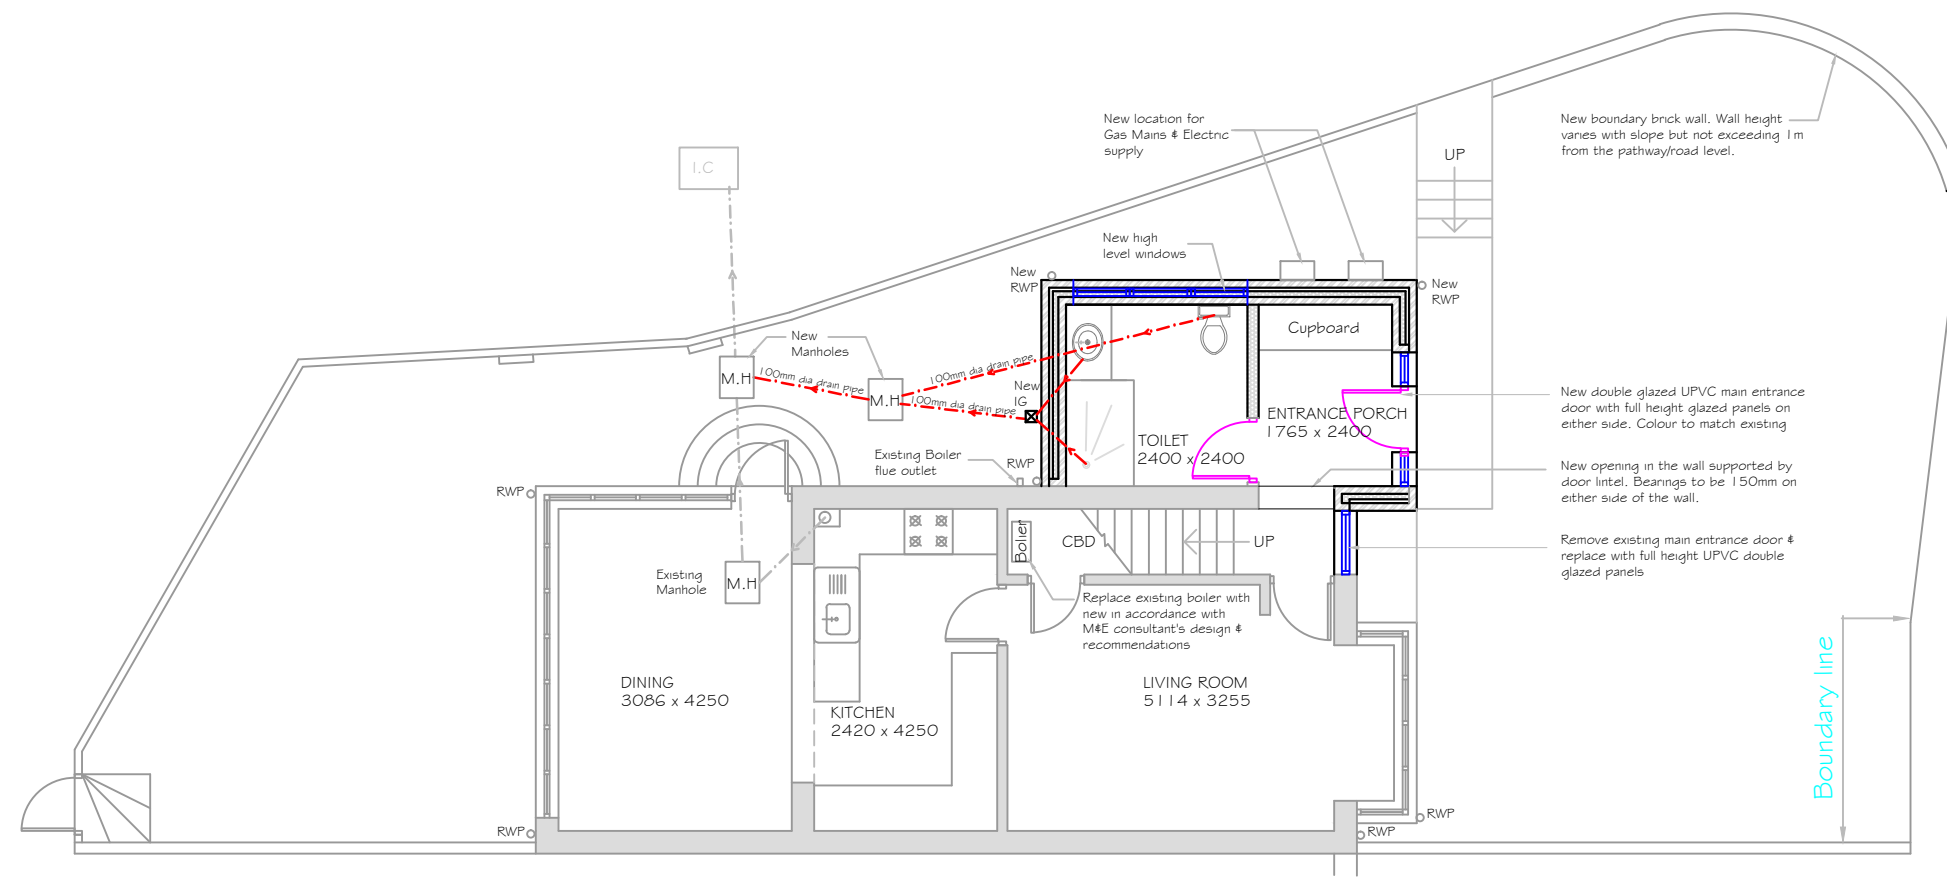 New location for
Gas Mains & Electric
supply
UP
New boundary brick wall. Wall height
varies with slope but not exceeding 1m
from the pathway/road level.
I.C
New high
level windows
New
RWP
New
RWP
Cupboard
New
Manholes
M.H
100mm dia drain pipe
M.H
100mm dia drain pipe
100mm dia drain pipe
New
IG
ENTRANCE PORCH
1765 x 2400
TOILET
2400 x 2400
New double glazed UPVC main entrance
door with full height glazed panels on
either side. Colour to match existing
Existing Boiler
flue outlet
RWP
RWP
New opening in the wall supported by
door lintel. Bearings to be 150mm on
either side of the wall.
Boiler
CBD
UP
Remove existing main entrance door &
replace with full height UPVC double
glazed panels
Existing
Manhole
M.H
Replace existing boiler with
new in accordance with
M&E consultant's design &
recommendations
DINING
3086 x 4250
KITCHEN
2420 x 4250
LIVING ROOM
5114 x 3255
Boundary line
RWP
RWP
RWP